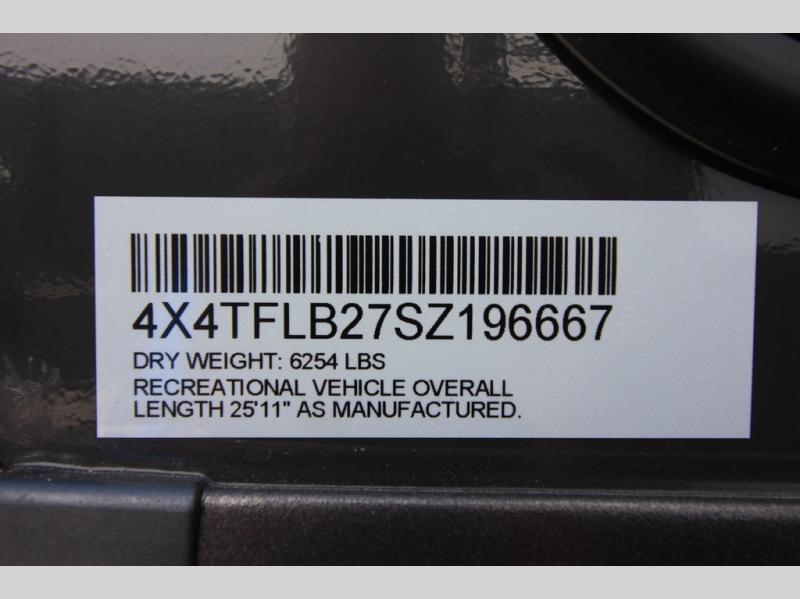 4X4TFLB27SZ196667
DRY WEIGHT: 6254 LBS
RECREATIONAL VEHICLE OVERALL
LENGTH 25'11" AS MANUFACTURED.